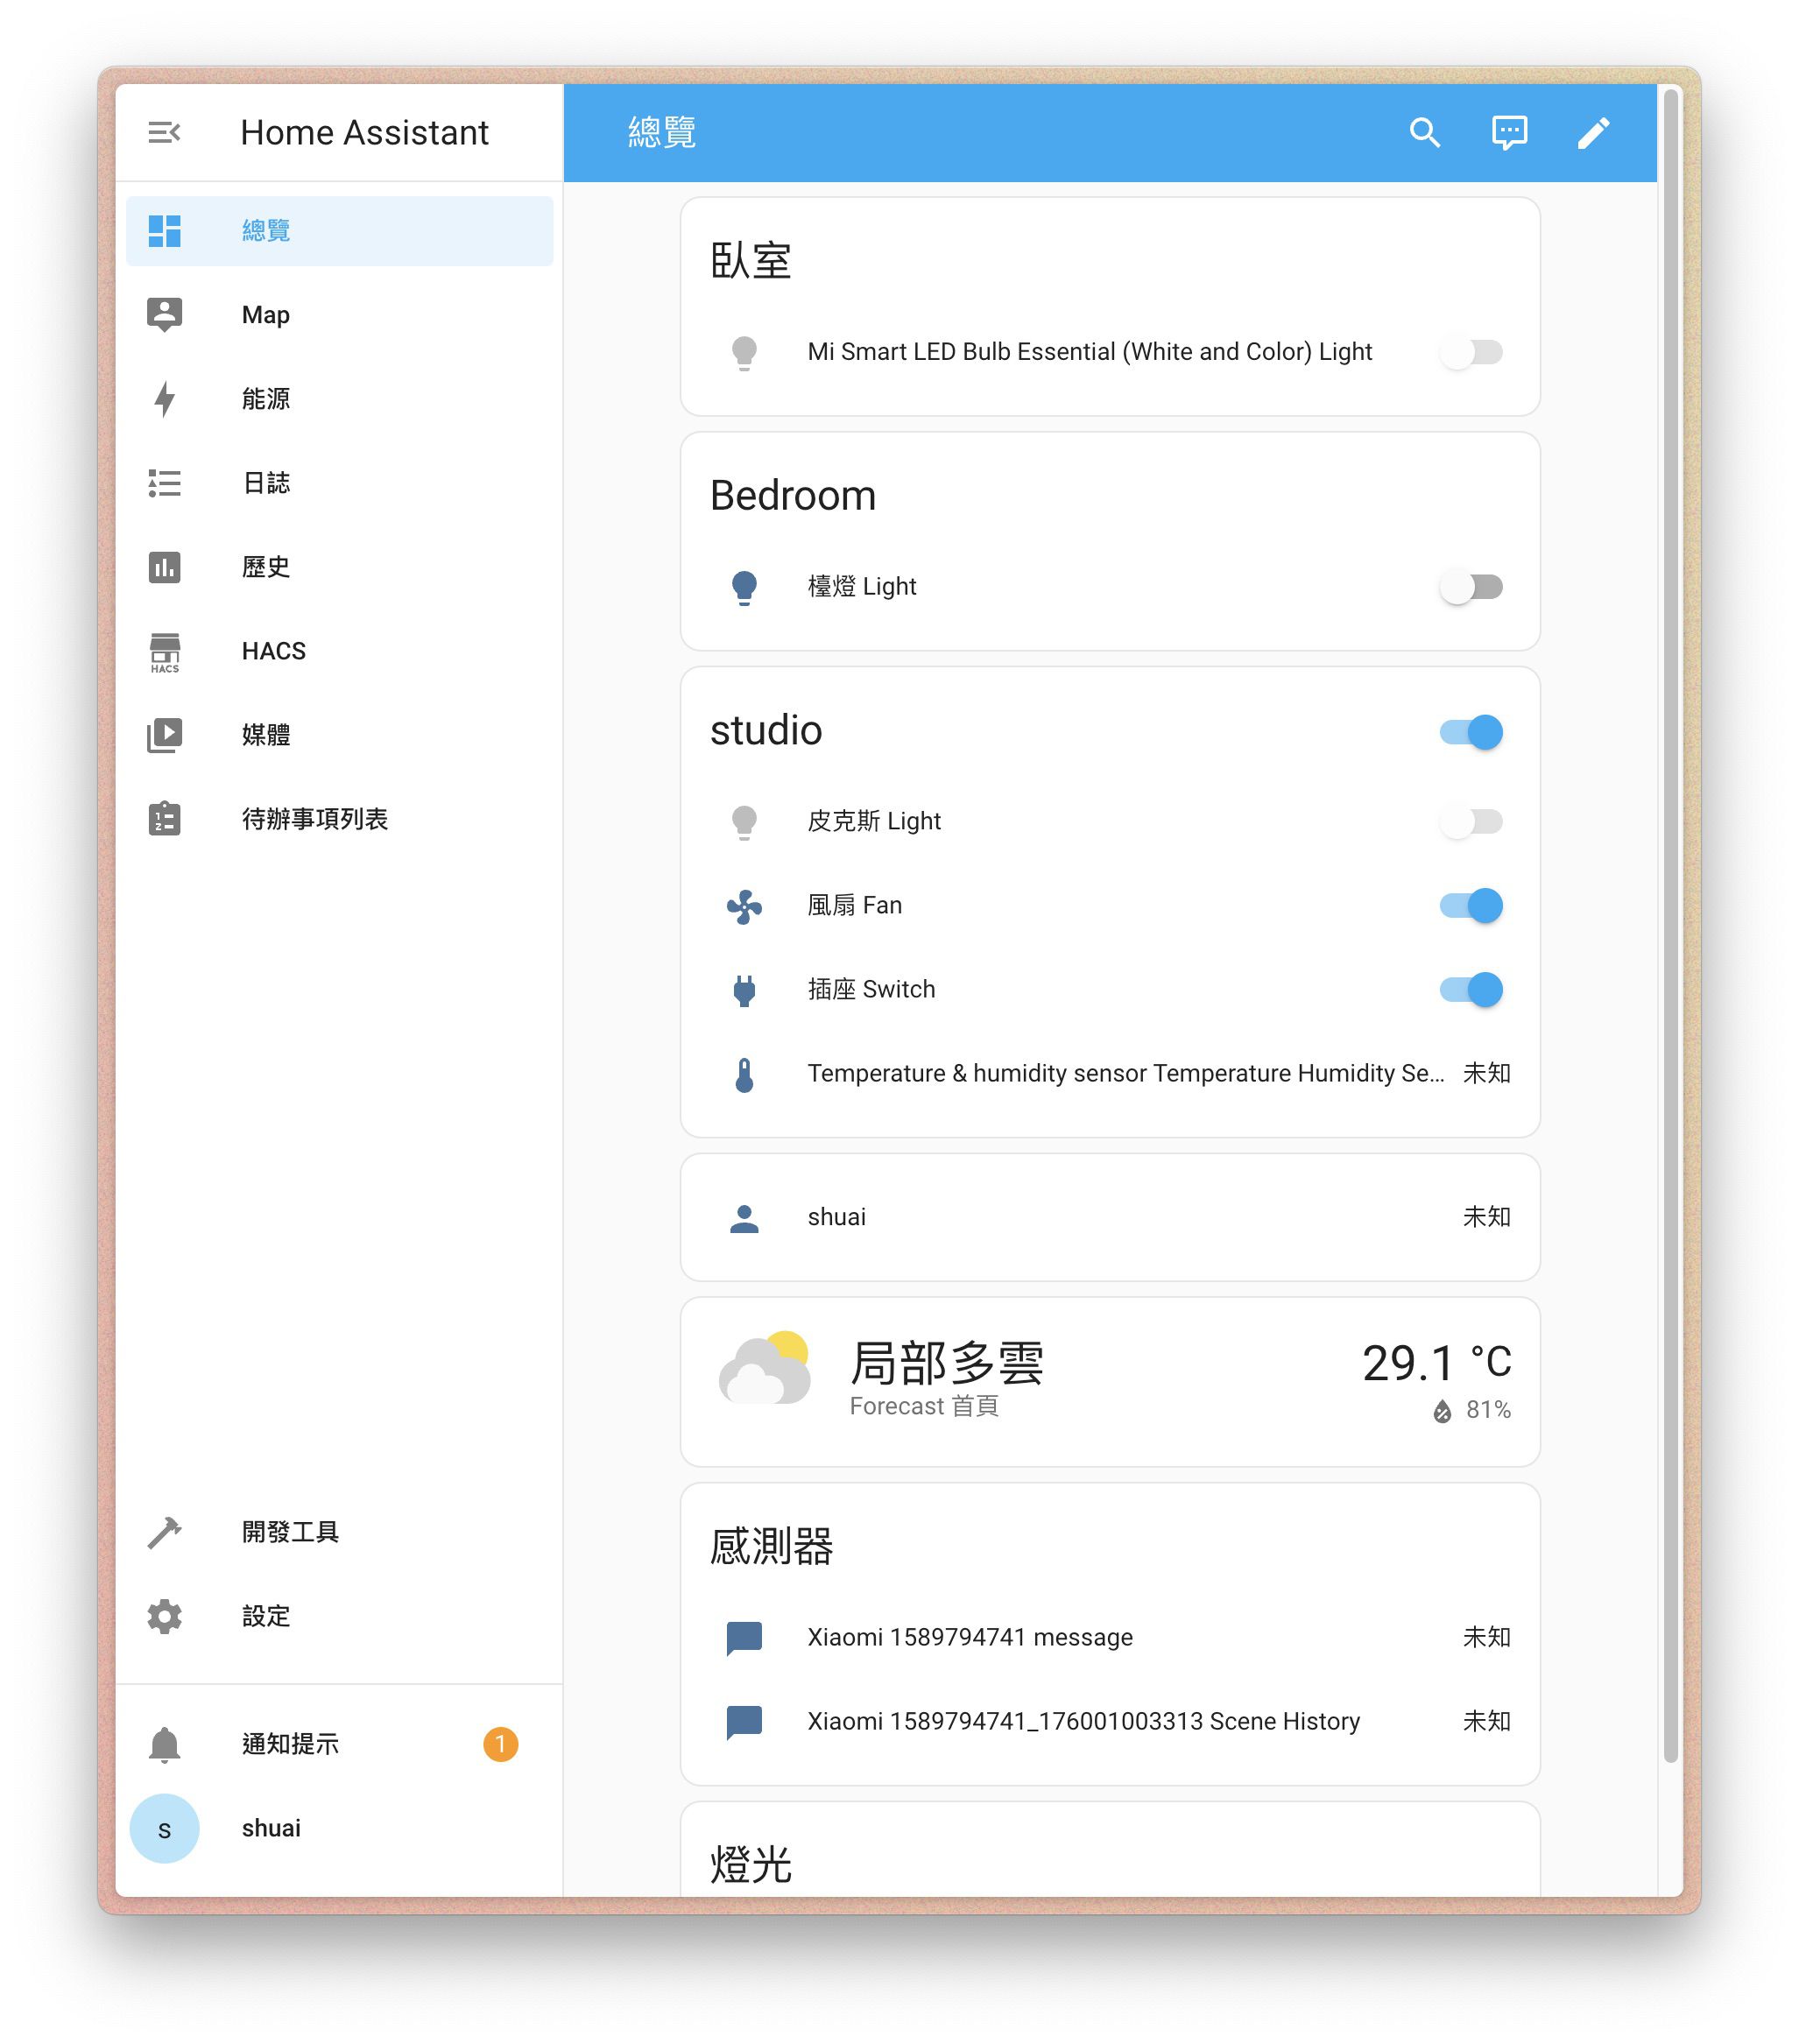 Home Assistant
總覽
Map
能源
日誌
歷史
HACS
HACS
媒體
待辦事項列表
開發工具
設定
通知提示 1
s shuai
總覽
臥室
Mi Smart LED Bulb Essential (White and Color) Light
Bedroom
檯燈 Light
studio
皮克斯 Light
風扇 Fan
插座 Switch
Temperature & humidity sensor Temperature Humidity Se... 未知
shuai 未知
局部多雲 29.1 °C
Forecast 首頁 81%
感測器
Xiaomi 1589794741 message 未知
Xiaomi 1589794741_176001003313 Scene History 未知
燈光